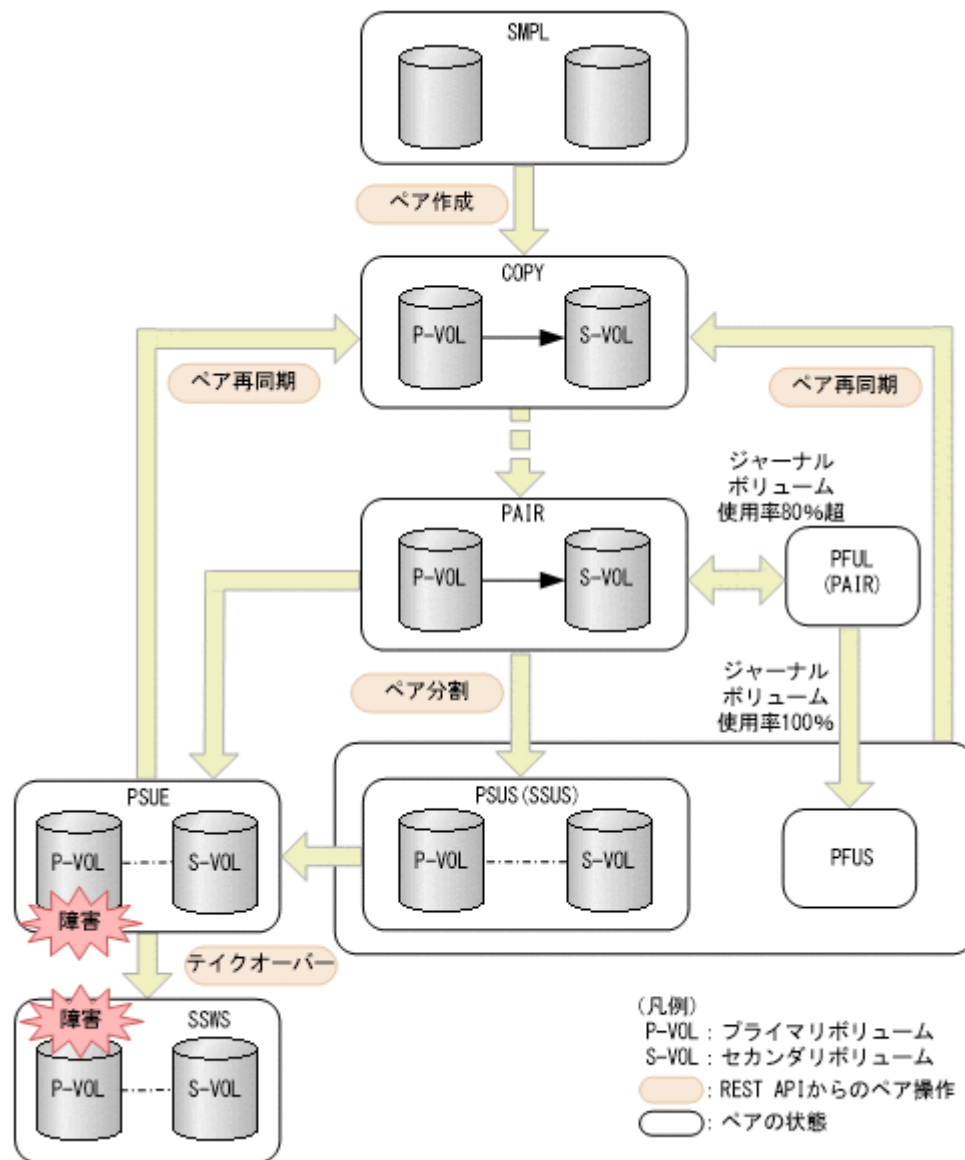 SMPL
ペア作成
COPY
P-VOL
S-VOL
ペア再同期
ペア再同期
ジャーナル
ボリューム
使用率80%超
PAIR
P-VOL
S-VOL
PFUL
(PAIR)
ペア分割
ジャーナル
ボリューム
使用率100%
PSUE
P-VOL
S-VOL
障害
PSUS(SSUS)
P-VOL
S-VOL
PFUS
テイクオーバー
障害
SSWS
P-VOL
S-VOL
(凡例)
P-VOL:プライマリボリューム
S-VOL:セカンダリボリューム
:REST APIからのペア操作
:ペアの状態